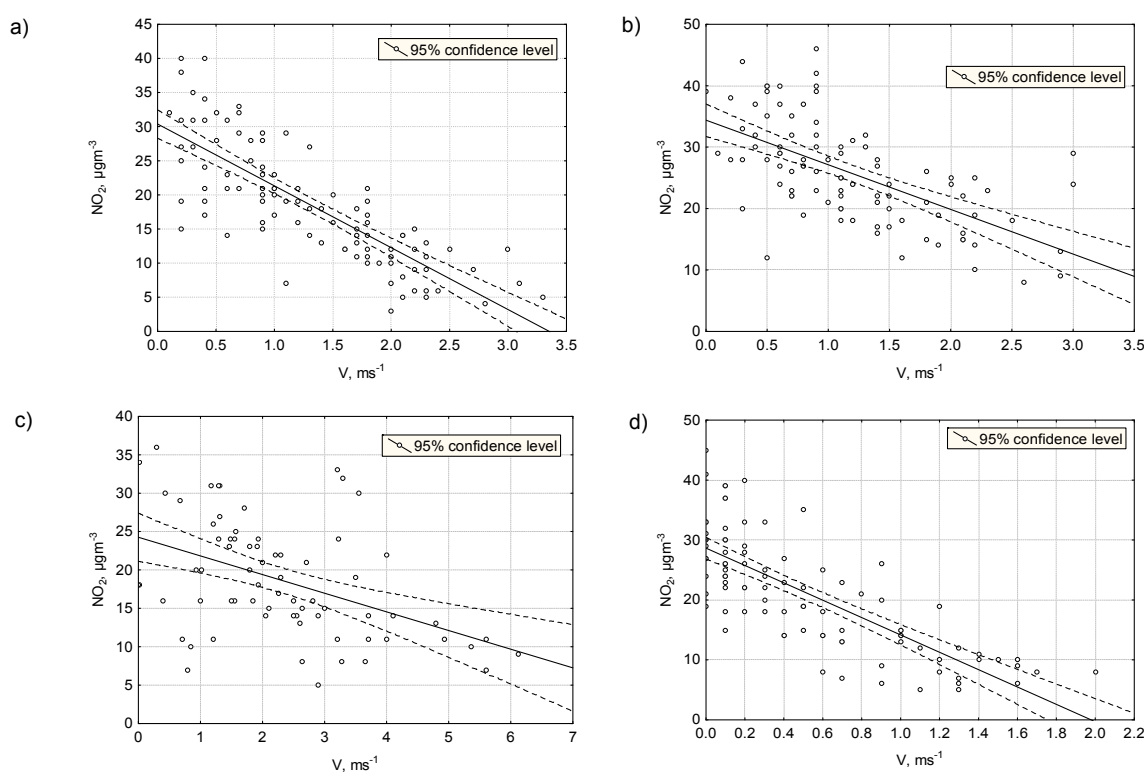 a)
45
40
35
30
25
20
15
10
5
0
NO₂, µgm⁻³
95% confidence level
0.0 0.5 1.0 1.5 2.0 2.5 3.0 3.5
V, ms⁻¹
b)
50
40
30
20
10
0
NO₂, µgm⁻³
95% confidence level
0.0 0.5 1.0 1.5 2.0 2.5 3.0 3.5
V, ms⁻¹
c)
40
35
30
25
20
15
10
5
0
NO₂, µgm⁻³
95% confidence level
0 1 2 3 4 5 6 7
V, ms⁻¹
d)
50
40
30
20
10
0
NO₂, µgm⁻³
95% confidence level
0.0 0.2 0.4 0.6 0.8 1.0 1.2 1.4 1.6 1.8 2.0 2.2
V, ms⁻¹